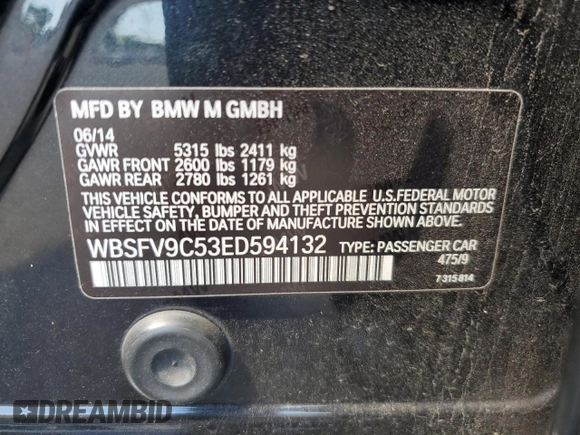 MFD BY BMW M GMBH
06/14
GVWR 5315 lbs 2411 kg
GAWR FRONT 2600 lbs 1179 kg
GAWR REAR 2780 lbs 1261 kg
THIS VEHICLE CONFORMS TO ALL APPLICABLE U.S.FEDERAL MOTOR
VEHICLE SAFETY, BUMPER AND THEFT PREVENTION STANDARDS
IN EFFECT ON THE DATE OF MANUFACTURE SHOWN ABOVE.
WBSFV9C53ED594132 TYPE: PASSENGER CAR
475/9
7 315 814
DREAMBID